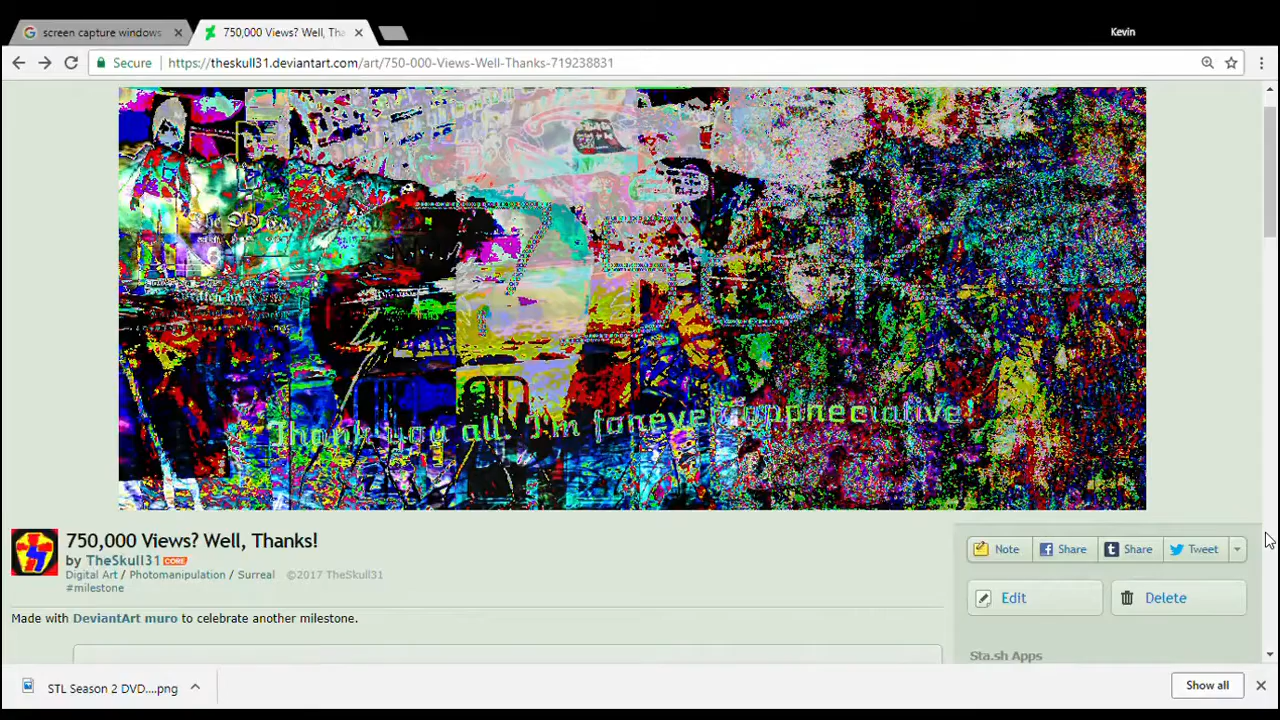 screen capture windows
750,000 Views? Well, Tha
Kevin
Secure
https://theskull31.deviantart.com/art/750-000-Views-Well-Thanks-719238831
750K
Thank you all. I'm forever appreciative!
750,000 Views? Well, Thanks!
by TheSkull31 CORE
Digital Art / Photomanipulation / Surreal ©2017 TheSkull31
#milestone
Made with DeviantArt muro to celebrate another milestone.
Note
Share
Share
Tweet
Edit
Delete
Sta.sh Apps
STL Season 2 DVD....png
Show all